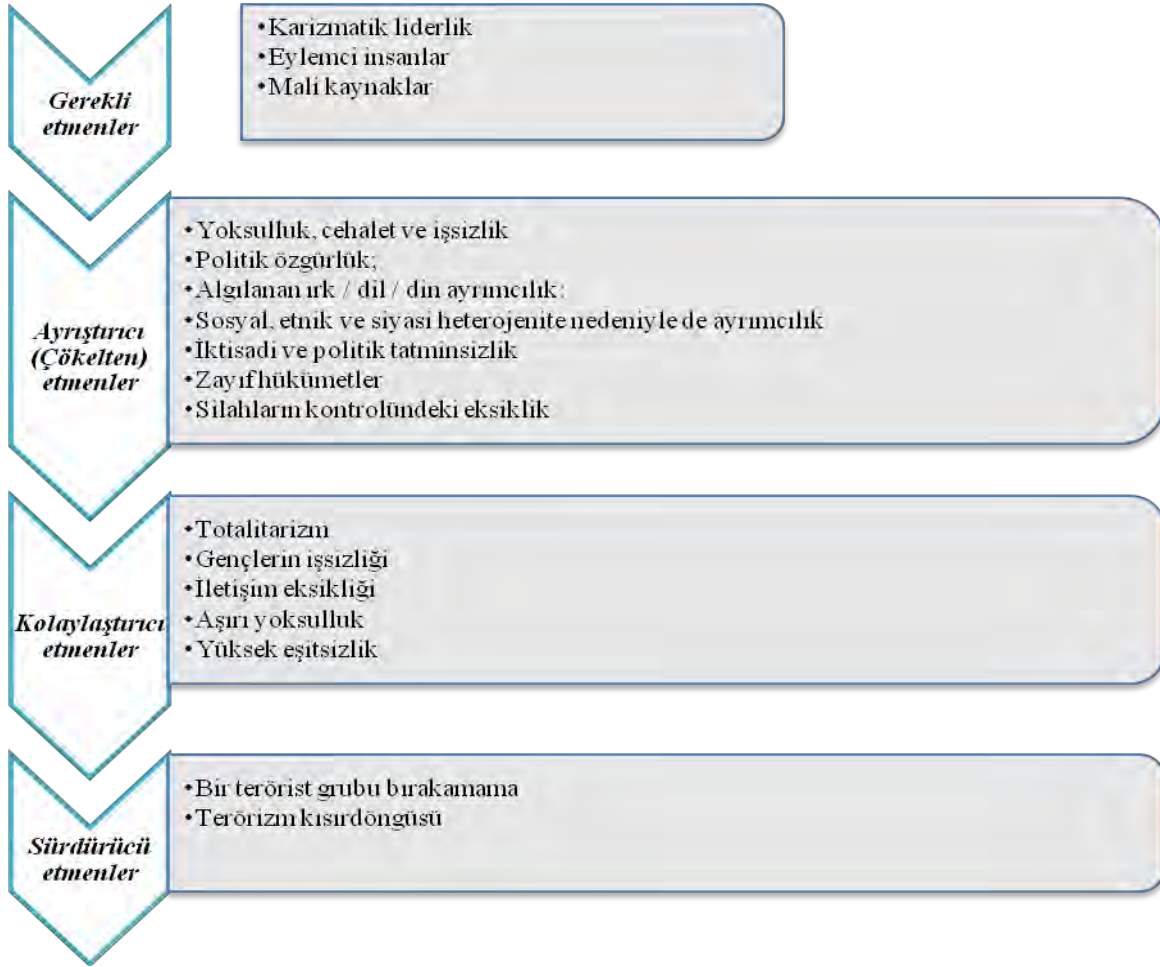 Gerekli
etmenler
•Karizmatik liderlik
•Eylemci insanlar
•Mali kaynaklar
Ayrıştırıcı
(Çökelten)
etmenler
•Yoksulluk, cehalet ve işsizlik
•Politik özgürlük;
•Algılanan ırk / dil / din ayrımcılık;
•Sosyal, etnik ve siyasi heterojenite nedeniyle de ayrımcılık
•İktisadi ve politik tatminsizlik
•Zayıf hükümetler
•Silahların kontrolündeki eksiklik
Kolaylaştırıcı
etmenler
•Totalitarizm
•Gençlerin işsizliği
•İletişim eksikliği
•Aşırı yoksulluk
•Yüksek eşitsizlik
Sürdürücü
etmenler
•Bir terörist grubu bırakamama
•Terörizm kısırdöngüsü